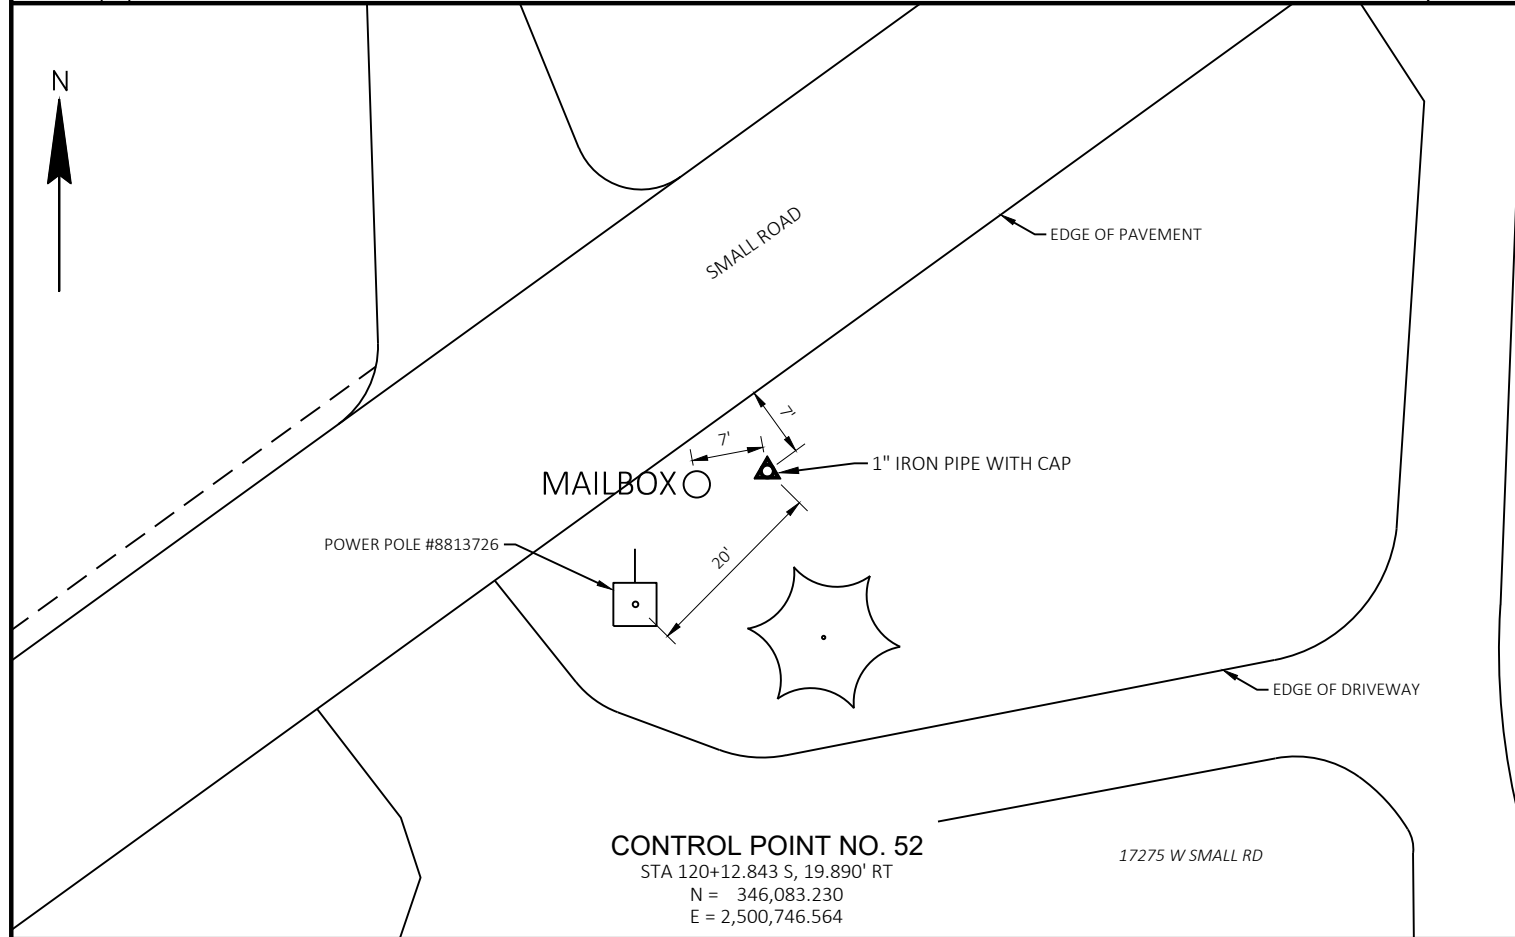 N
SMALL ROAD
EDGE OF PAVEMENT
7'
7'
1" IRON PIPE WITH CAP
MAILBOX
POWER POLE #8813726
20'
EDGE OF DRIVEWAY
CONTROL POINT NO. 52
STA 120+12.843 S, 19.890' RT
N = 346,083.230
E = 2,500,746.564
17275 W SMALL RD